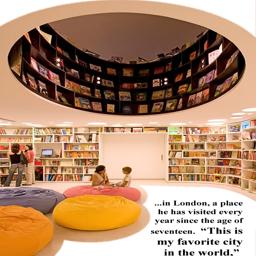 ...in London, a place
he has visited every
year since the age of
seventeen. “This is
my favorite city
in the world.”